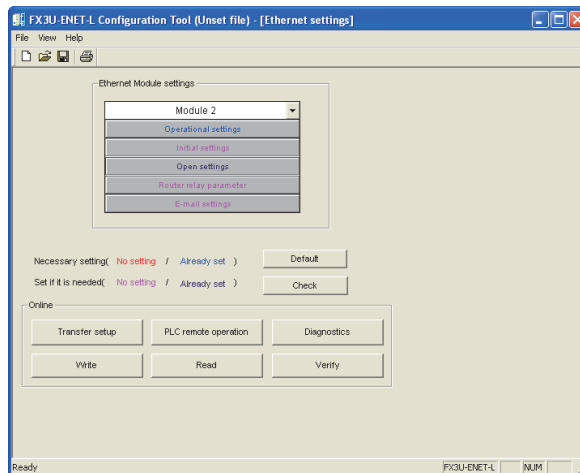 FX3U-ENET-L Configuration Tool (Unset file) - [Ethernet settings]
File View Help
Ethernet Module settings
Module 2
Operational settings
Initial settings
Open settings
Router relay parameter
E-mail settings
Necessary setting( No setting / Already set ) Default
Set if it is needed( No setting / Already set ) Check
Online
Transfer setup PLC remote operation Diagnostics
Write Read Verify
Ready FX3U-ENET-L NUM